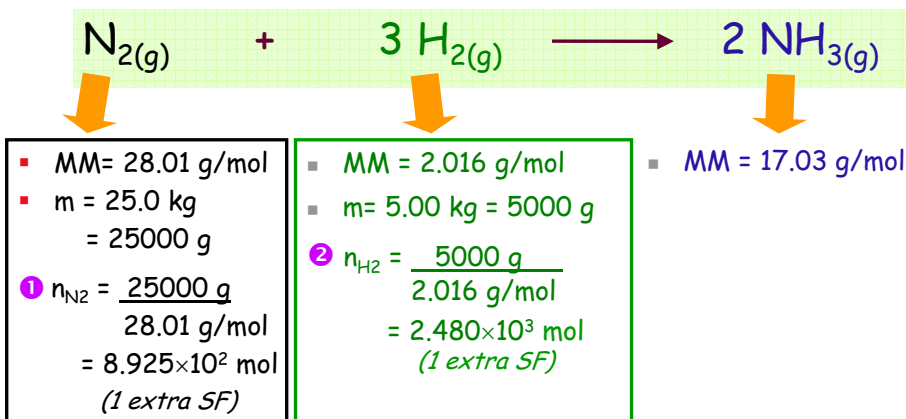 N₂(g) + 3 H₂(g) → 2 NH₃(g)
▪ MM= 28.01 g/mol
▪ m = 25.0 kg
= 25000 g
❶ nN2 = 25000 g
28.01 g/mol
= 8.925×10² mol
(1 extra SF)
▪ MM = 2.016 g/mol
▪ m= 5.00 kg = 5000 g
❷ nH2 = 5000 g
2.016 g/mol
= 2.480×10³ mol
(1 extra SF)
▪ MM = 17.03 g/mol